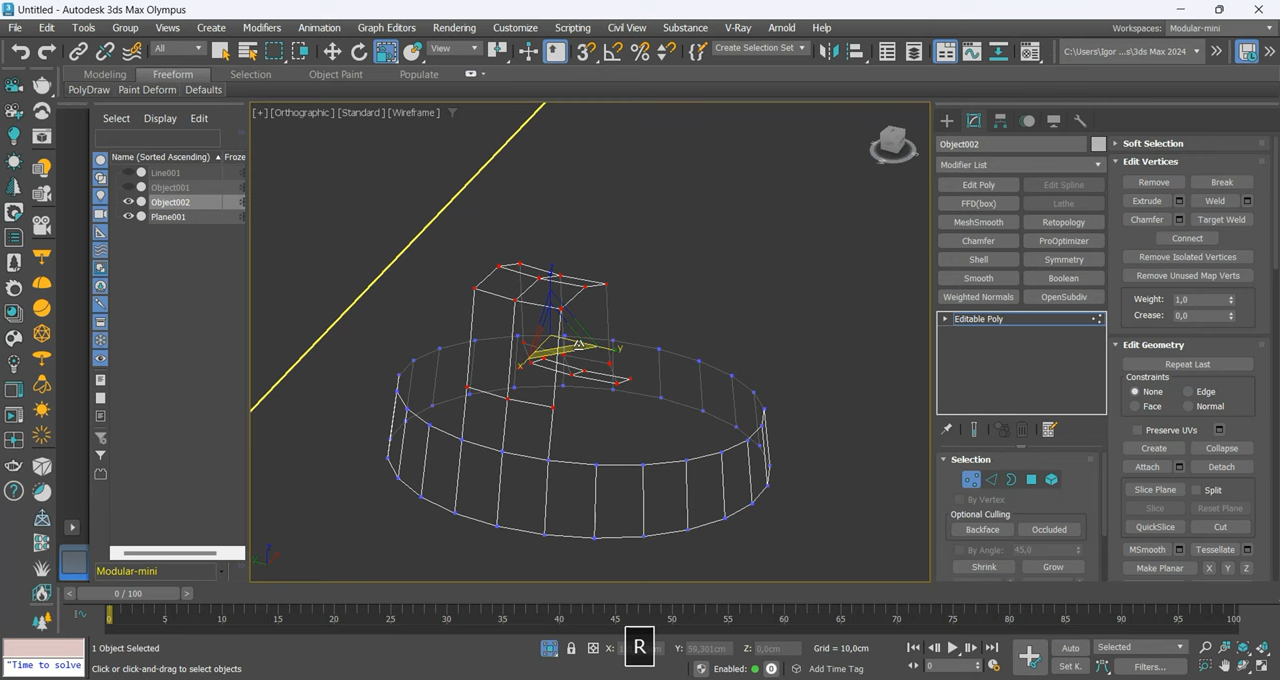 Untitled - Autodesk 3ds Max Olympus
File Edit Tools Group Views Create Modifiers Animation Graph Editors Rendering Customize Scripting Civil View Substance V-Ray Arnold Help
Workspaces: Modular-mini
All View Create Selection Set C:\Users\Igor ...s\3ds Max 2024
Modeling Freeform Selection Object Paint Populate
PolyDraw Paint Deform Defaults
Select Display Edit
Name (Sorted Ascending) Froze
Line001
Object001
Object002
Plane001
Modular-mini
[+] [Orthographic ] [Standard ] [Wireframe ]
x
y
z
Object002
Modifier List
Edit Poly Edit Spline
FFD(box) Lathe
MeshSmooth Retopology
Chamfer ProOptimizer
Shell Symmetry
Smooth Boolean
Weighted Normals OpenSubdiv
Editable Poly
Selection
By Vertex
Optional Culling
Backface Occluded
By Angle: 45,0
Shrink Grow
Soft Selection
Edit Vertices
Remove Break
Extrude Weld
Chamfer Target Weld
Connect
Remove Isolated Vertices
Remove Unused Map Verts
Weight: 1,0
Crease: 0,0
Edit Geometry
Repeat Last
Constraints
None Edge
Face Normal
Preserve UVs
Create Collapse
Attach Detach
Slice Plane Split
Slice Reset Plane
QuickSlice Cut
MSmooth Tessellate
Make Planar X Y Z
< 0 / 100 >
0 5 10 15 20 25 30 35 40 45 50 55 60 65 70 75 80 85 90 95 100
1 Object Selected
X: Y: 59,301cm Z: 0,0cm Grid = 10,0cm
R
"Time to solve
Click or click-and-drag to select objects
Enabled: Add Time Tag
0
Auto Selected
Set K. Filters...